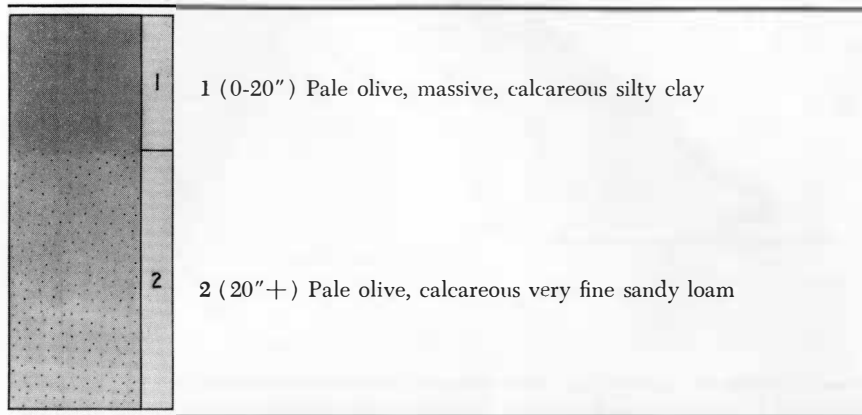 1
1 (0-20″) Pale olive, massive, calcareous silty clay
2
2 (20″+) Pale olive, calcareous very fine sandy loam